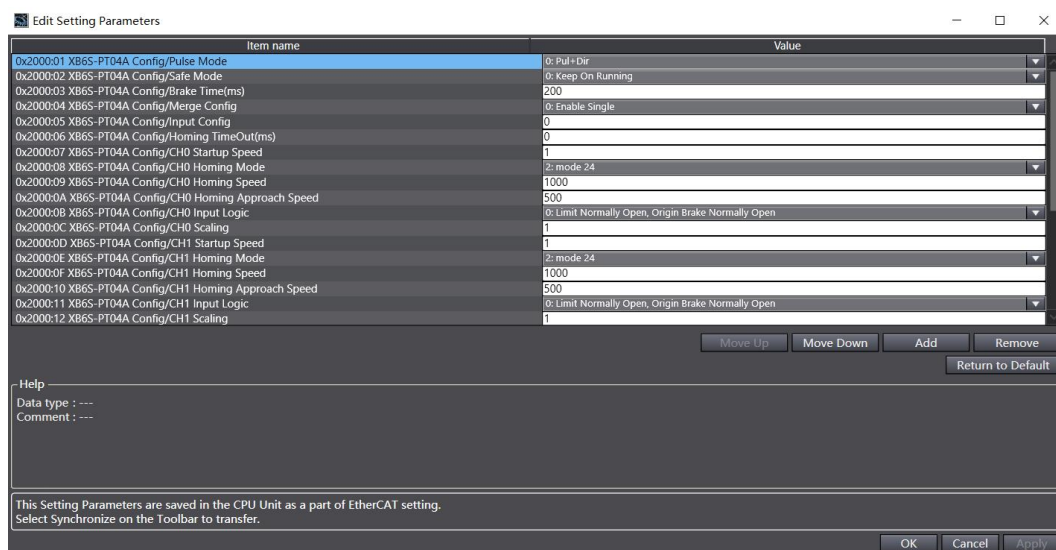 Edit Setting Parameters
Item name Value
0x2000:01 XB6S-PT04A Config/Pulse Mode 0: Pul+Dir
0x2000:02 XB6S-PT04A Config/Safe Mode 0: Keep On Running
0x2000:03 XB6S-PT04A Config/Brake Time(ms) 200
0x2000:04 XB6S-PT04A Config/Merge Config 0: Enable Single
0x2000:05 XB6S-PT04A Config/Input Config 0
0x2000:06 XB6S-PT04A Config/Homing TimeOut(ms) 0
0x2000:07 XB6S-PT04A Config/CH0 Startup Speed 1
0x2000:08 XB6S-PT04A Config/CH0 Homing Mode 2: mode 24
0x2000:09 XB6S-PT04A Config/CH0 Homing Speed 1000
0x2000:0A XB6S-PT04A Config/CH0 Homing Approach Speed 500
0x2000:0B XB6S-PT04A Config/CH0 Input Logic 0: Limit Normally Open, Origin Brake Normally Open
0x2000:0C XB6S-PT04A Config/CH0 Scaling 1
0x2000:0D XB6S-PT04A Config/CH1 Startup Speed 1
0x2000:0E XB6S-PT04A Config/CH1 Homing Mode 2: mode 24
0x2000:0F XB6S-PT04A Config/CH1 Homing Speed 1000
0x2000:10 XB6S-PT04A Config/CH1 Homing Approach Speed 500
0x2000:11 XB6S-PT04A Config/CH1 Input Logic 0: Limit Normally Open, Origin Brake Normally Open
0x2000:12 XB6S-PT04A Config/CH1 Scaling 1
Move Up Move Down Add Remove
Return to Default
Help
Data type : ---
Comment : ---
This Setting Parameters are saved in the CPU Unit as a part of EtherCAT setting.
Select Synchronize on the Toolbar to transfer.
OK Cancel Apply